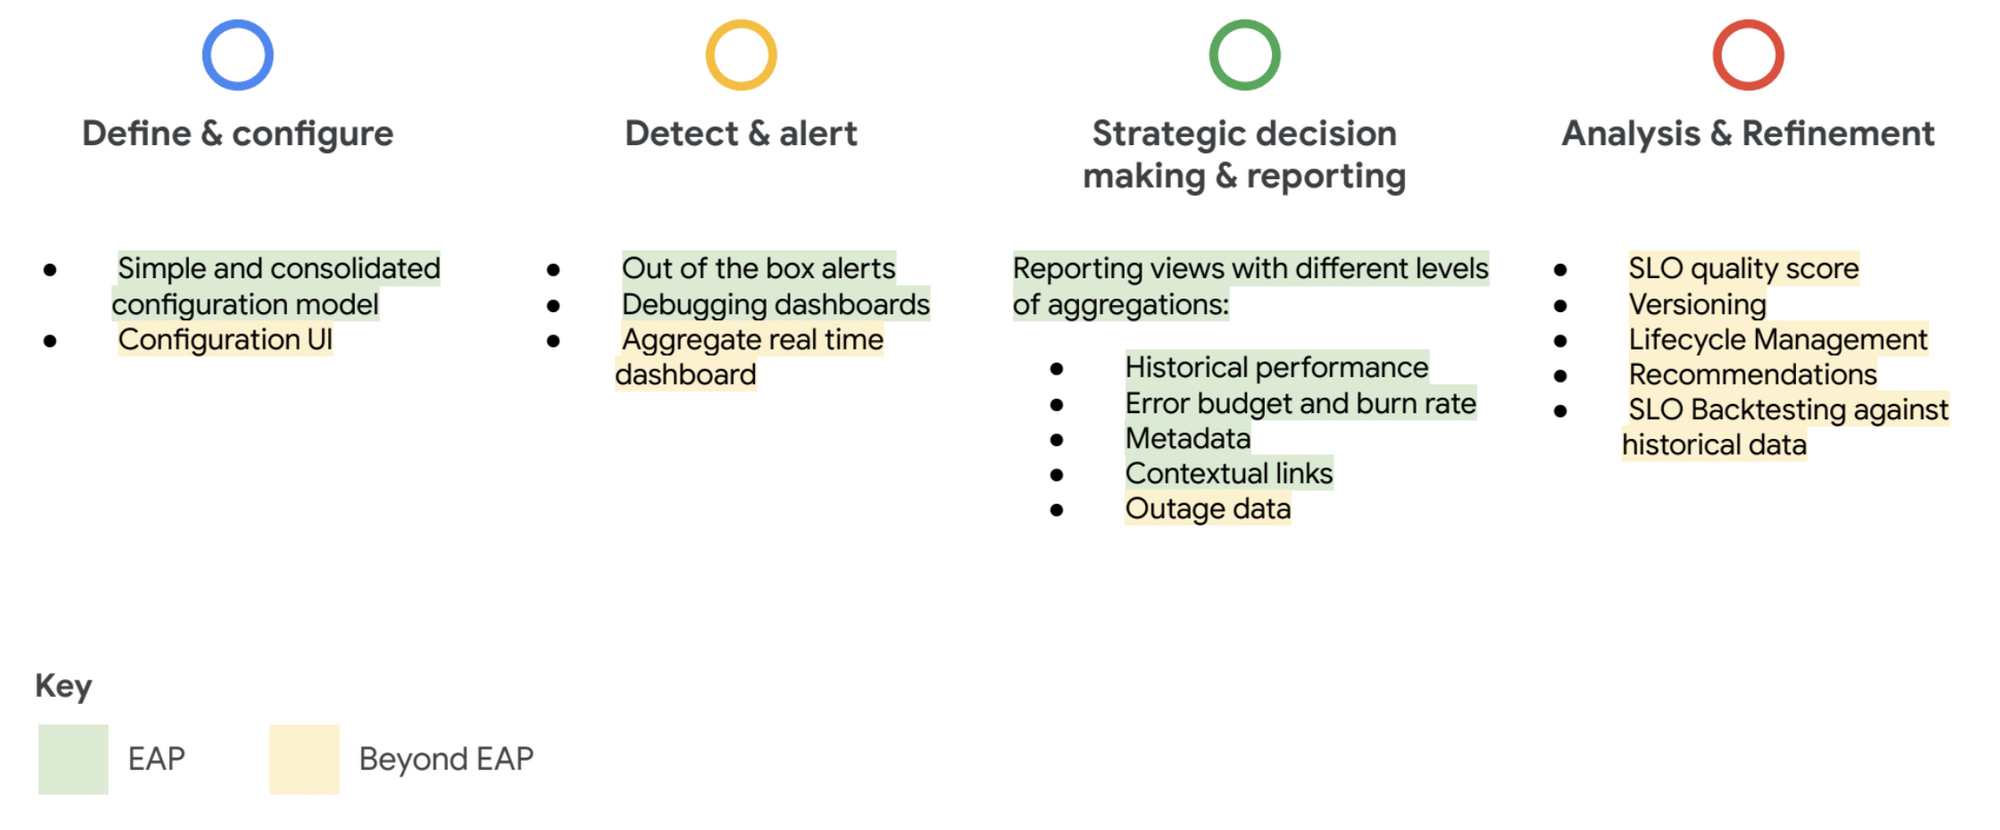 Define & configure
Simple and consolidated
configuration model
Configuration UI
Detect & alert
Out of the box alerts
Debugging dashboards
Aggregate real time
dashboard
Strategic decision
making & reporting
Reporting views with different levels
of aggregations:
Historical performance
Error budget and burn rate
Metadata
Contextual links
Outage data
Analysis & Refinement
SLO quality score
Versioning
Lifecycle Management
Recommendations
SLO Backtesting against
historical data
Key
EAP
Beyond EAP